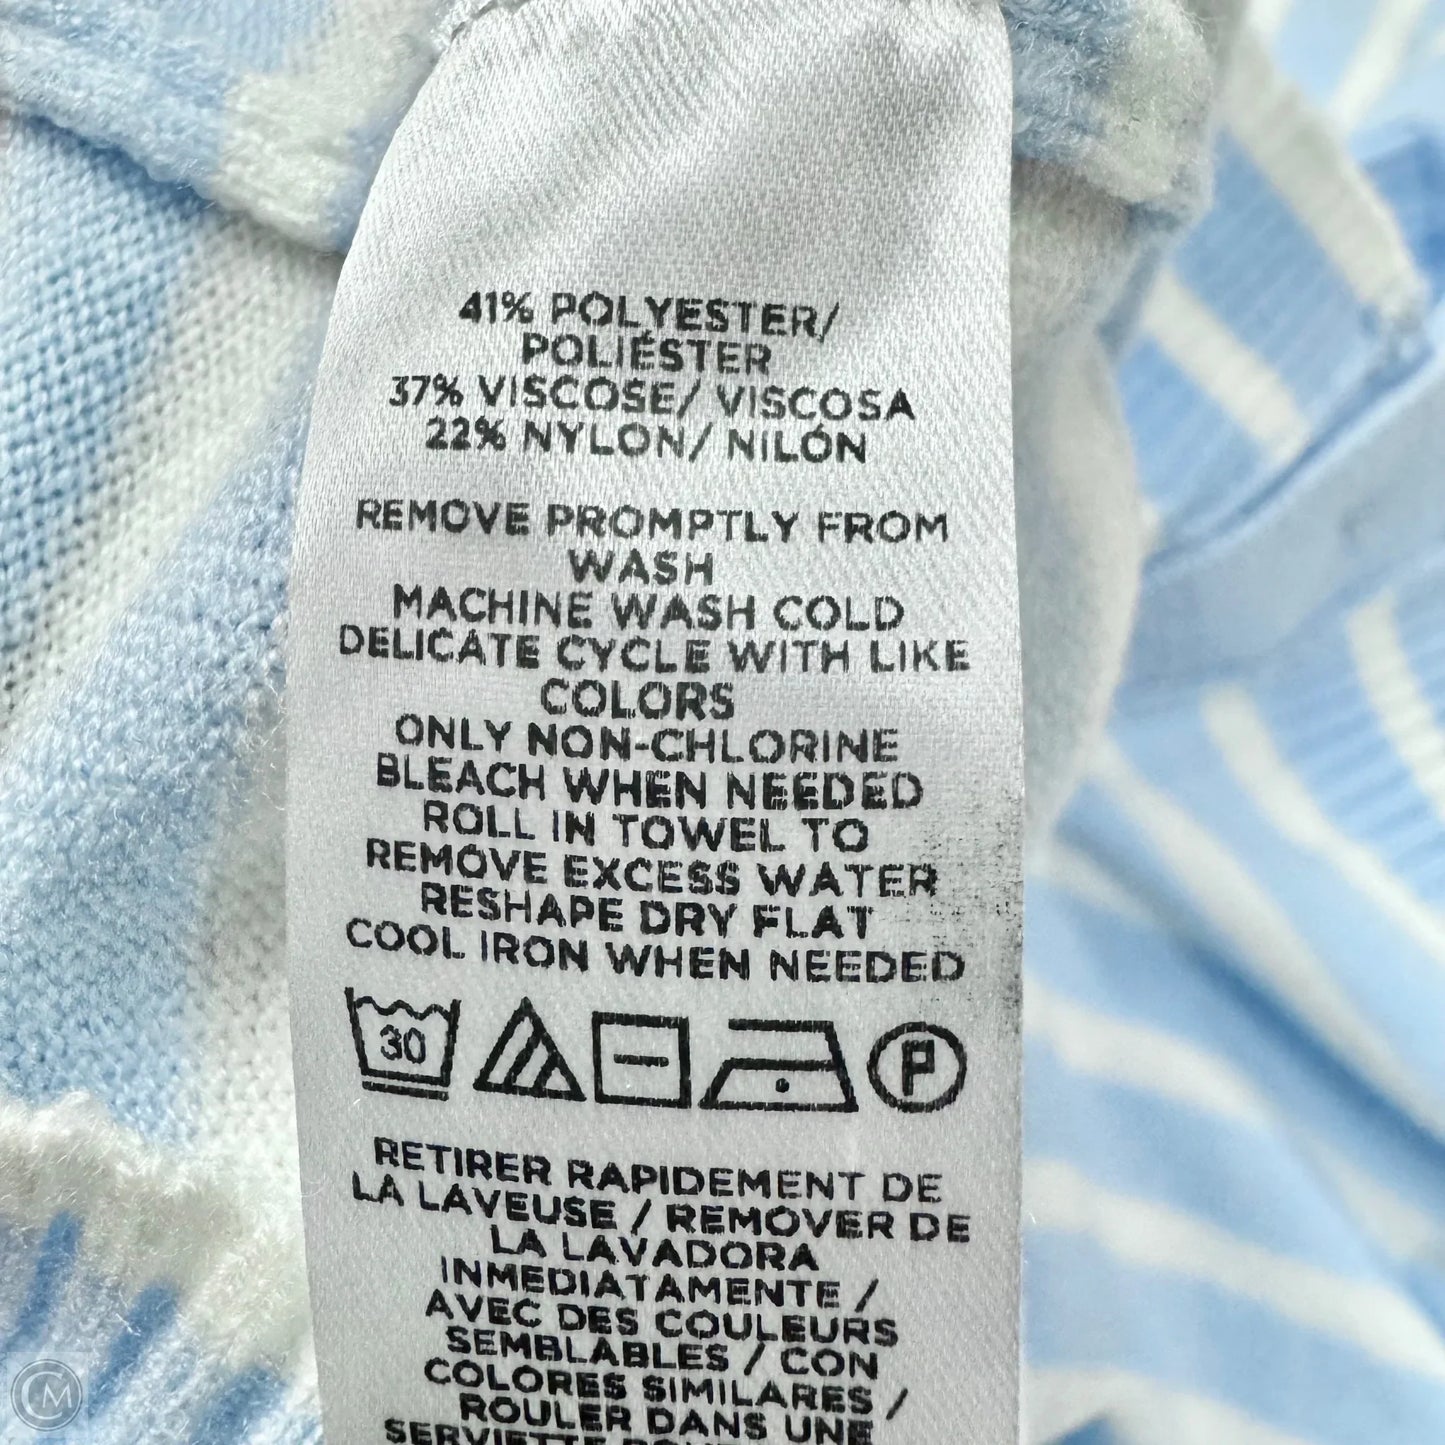 41% POLYESTER/
POLIÉSTER
37% VISCOSE/ VISCOSA
22% NYLON/ NILÓN
REMOVE PROMPTLY FROM
WASH
MACHINE WASH COLD
DELICATE CYCLE WITH LIKE
COLORS
ONLY NON-CHLORINE
BLEACH WHEN NEEDED
ROLL IN TOWEL TO
REMOVE EXCESS WATER
RESHAPE DRY FLAT
COOL IRON WHEN NEEDED
30 P
RETIRER RAPIDEMENT DE
LA LAVEUSE / REMOVER DE
LA LAVADORA
INMEDIATAMENTE /
AVEC DES COULEURS
SEMBLABLES / CON
COLORES SIMILARES /
ROULER DANS UNE
SERVIETTE
CM